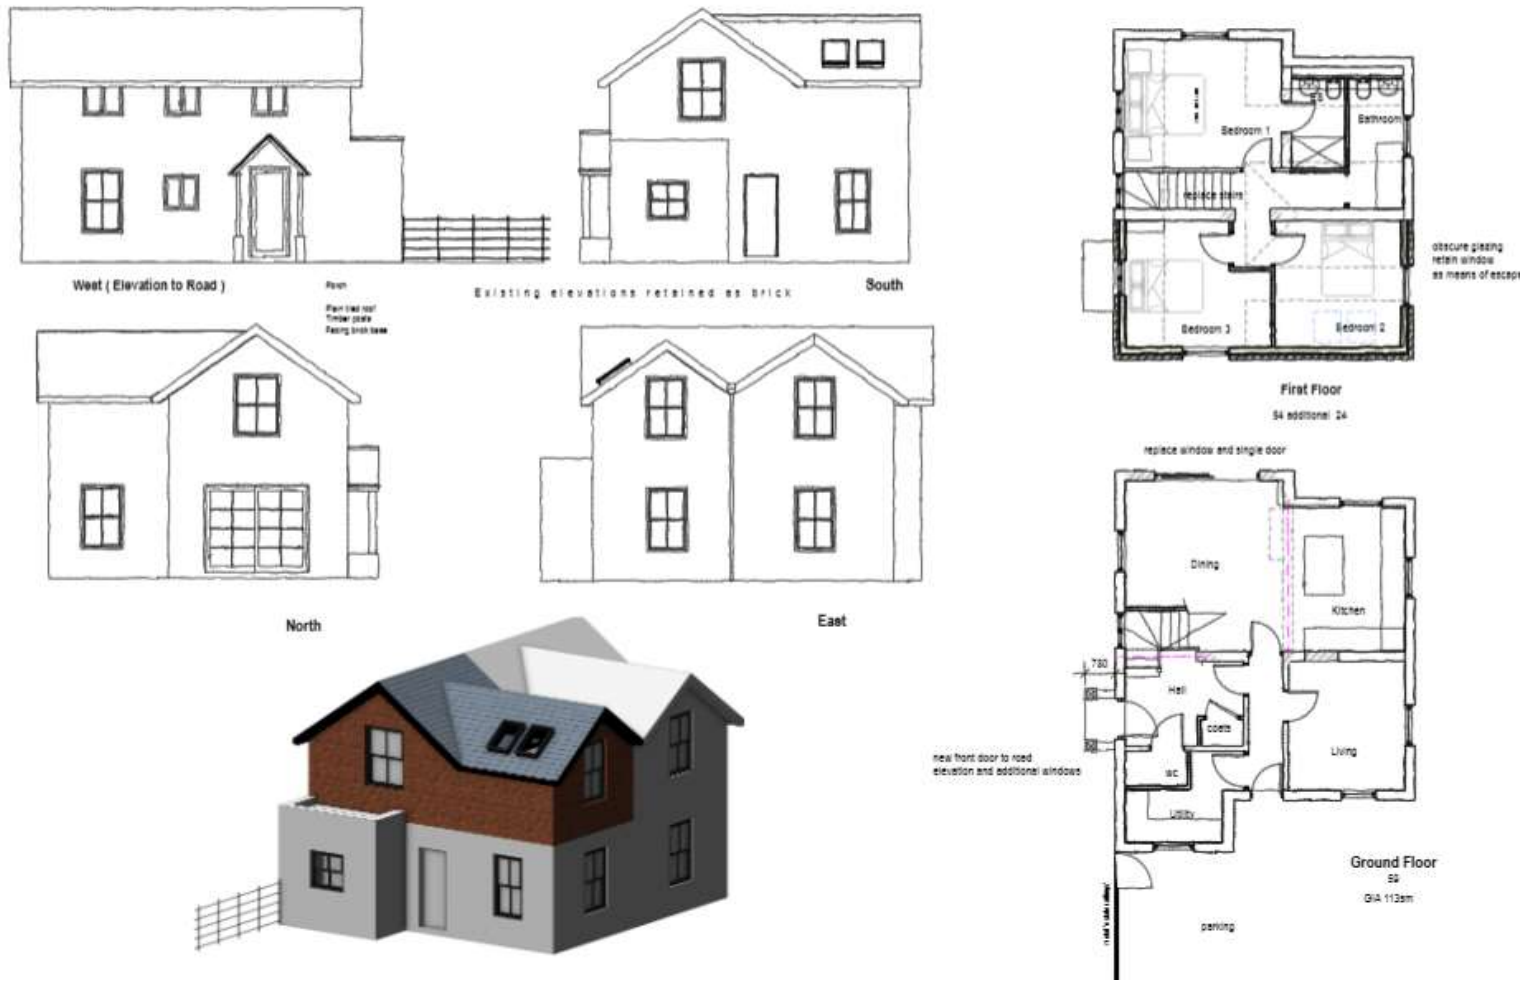 West ( Elevation to Road )
Porch
Plain tiled roof
Timber posts
Facing brick base
Existing elevations retained as brick
South
North
East
Bedroom 1
Bathroom
replace stairs
Bedroom 3
Bedroom 2
obscure glazing
retain window
as means of escape
First Floor
54 additional 24
replace window and single door
Dining
Kitchen
780
Hall
coats
wc
Living
Utility
new front door to road
elevation and additional windows
Ground Floor
59
GIA 113sm
parking